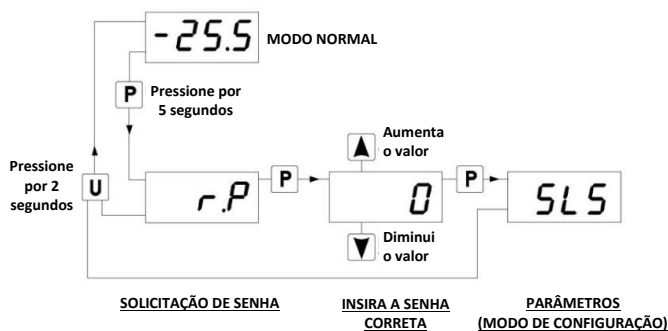 -25.5
MODO NORMAL
P
Pressione por
5 segundos
Pressione
por 2
segundos
U
r.P
P
Aumenta
o valor
0
Diminui
o valor
P
SLS
SOLICITAÇÃO DE SENHA
INSIRA A SENHA
CORRETA
PARÂMETROS
(MODO DE CONFIGURAÇÃO)